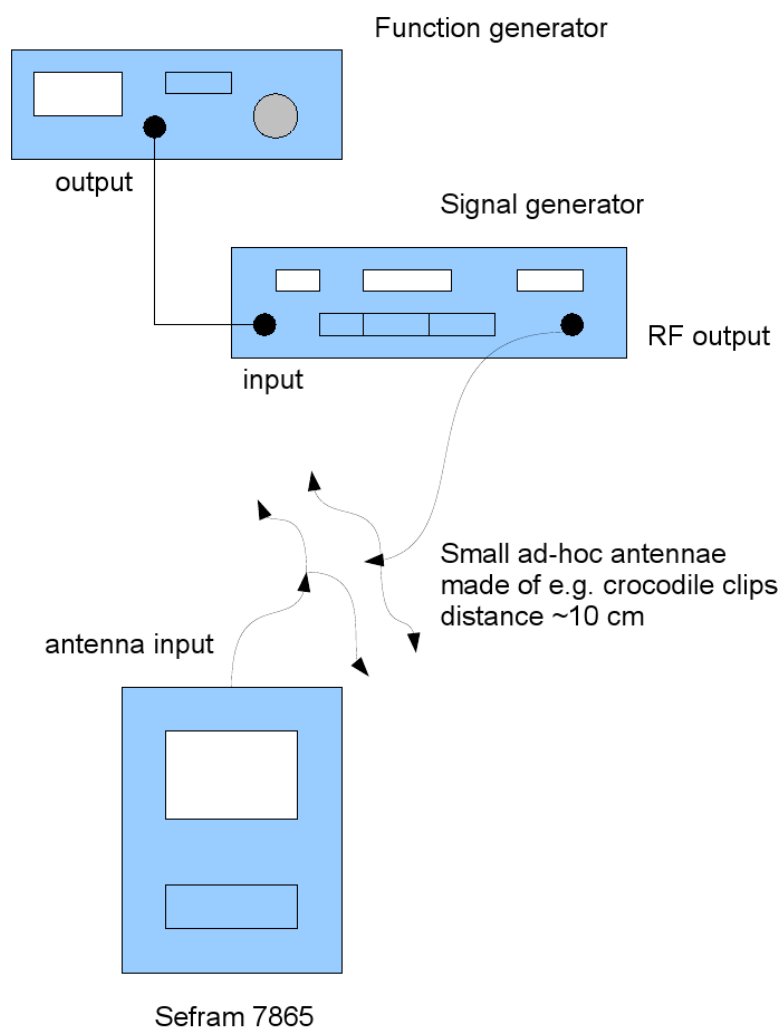 Function generator
output
Signal generator
RF output
input
Small ad-hoc antennae
made of e.g. crocodile clips
distance ~10 cm
antenna input
Sefram 7865